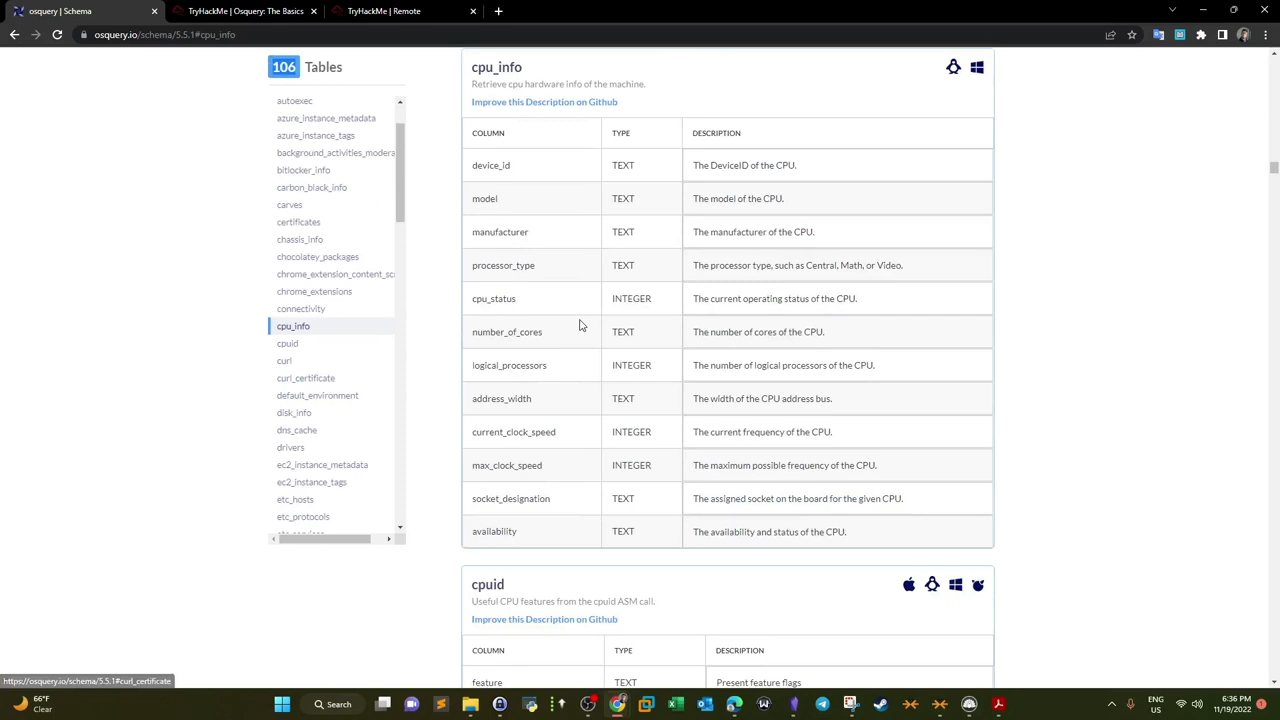 osquery | Schema
TryHackMe | Osquery: The Basics
TryHackMe | Remote
osquery.io/schema/5.5.1#cpu_info
106 Tables
autoexec
azure_instance_metadata
azure_instance_tags
background_activities_modera
bitlocker_info
carbon_black_info
carves
certificates
chassis_info
chocolatey_packages
chrome_extension_content_sc
chrome_extensions
connectivity
cpu_info
cpuid
curl
curl_certificate
default_environment
disk_info
dns_cache
drivers
ec2_instance_metadata
ec2_instance_tags
etc_hosts
etc_protocols
etc_services
cpu_info
Retrieve cpu hardware info of the machine.
Improve this Description on Github
COLUMN TYPE DESCRIPTION
device_id TEXT The DeviceID of the CPU.
model TEXT The model of the CPU.
manufacturer TEXT The manufacturer of the CPU.
processor_type TEXT The processor type, such as Central, Math, or Video.
cpu_status INTEGER The current operating status of the CPU.
number_of_cores TEXT The number of cores of the CPU.
logical_processors INTEGER The number of logical processors of the CPU.
address_width TEXT The width of the CPU address bus.
current_clock_speed INTEGER The current frequency of the CPU.
max_clock_speed INTEGER The maximum possible frequency of the CPU.
socket_designation TEXT The assigned socket on the board for the given CPU.
availability TEXT The availability and status of the CPU.
cpuid
Useful CPU features from the cpuid ASM call.
Improve this Description on Github
COLUMN TYPE DESCRIPTION
feature TEXT Present feature flags
https://osquery.io/schema/5.5.1#curl_certificate
66°F
Clear
Search
ENG
US
6:36 PM
11/19/2022